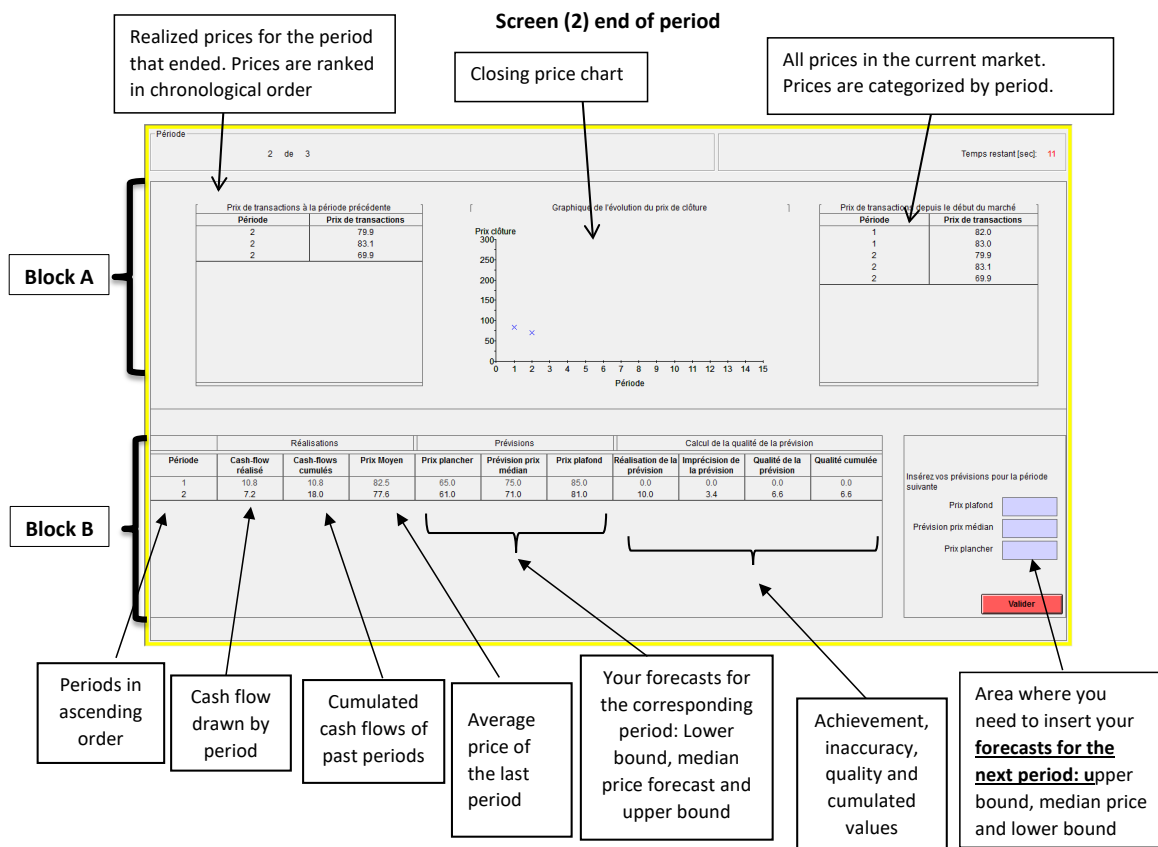 Screen (2) end of period
Realized prices for the period
that ended. Prices are ranked
in chronological order
Closing price chart
All prices in the current market.
Prices are categorized by period.
Période
2 de 3
Temps restant [sec]: 11
Block A
Prix de transactions à la période précédente
Période Prix de transactions
2 79.9
2 83.1
2 69.9
Graphique de l'évolution du prix de clôture
Prix clôture
300
250
200
150
100
50
0
0 1 2 3 4 5 6 7 8 9 10 11 12 13 14 15
Période
Prix de transactions depuis le début du marché
Période Prix de transactions
1 82.0
1 83.0
2 79.9
2 83.1
2 69.9
Block B
Réalisations Prévisions Calcul de la qualité de la prévision
Période Cash-flow réalisé Cash-flows cumulés Prix Moyen Prix plancher Prévision prix médian Prix plafond Réalisation de la prévision Imprécision de la prévision Qualité de la prévision Qualité cumulée
1 10.8 10.8 82.5 65.0 75.0 85.0 0.0 0.0 0.0 0.0
2 7.2 18.0 77.6 61.0 71.0 81.0 10.0 3.4 6.6 6.6
Insérez vos prévisions pour la période
suivante
Prix plafond
Prévision prix médian
Prix plancher
Valider
Periods in
ascending
order
Cash flow
drawn by
period
Cumulated
cash flows of
past periods
Average
price of
the last
period
Your forecasts for
the corresponding
period: Lower
bound, median
price forecast and
upper bound
Achievement,
inaccuracy,
quality and
cumulated
values
Area where you
need to insert your
forecasts for the
next period: upper
bound, median price
and lower bound